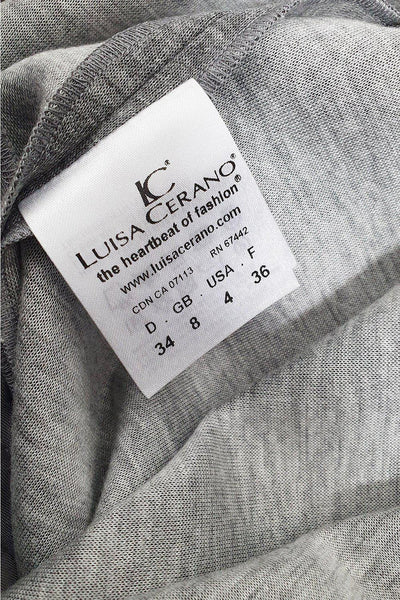 LC®
LUISA CERANO®
the heartbeat of fashion®
www.luisacerano.com
CDN CA 07113 RN 67442
D · GB · USA · F
34 8 4 36